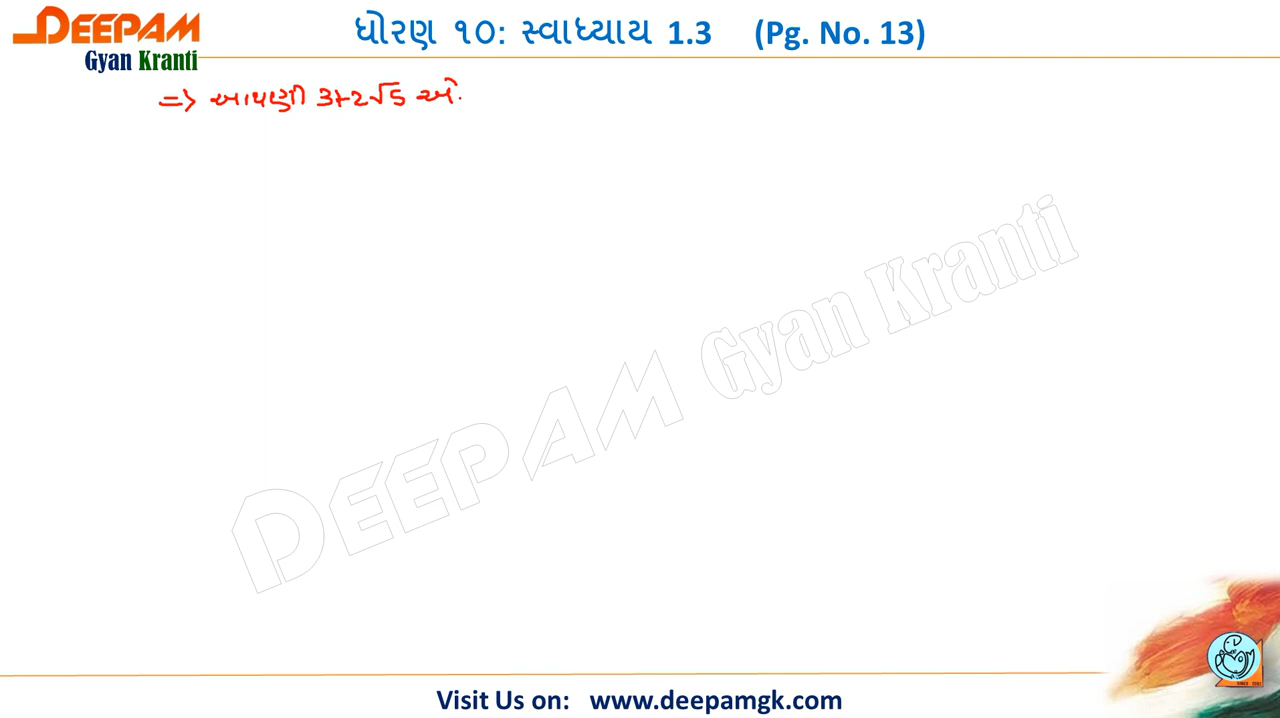 DEEPAM
Gyan Kranti
ધોરણ ૧૦: સ્વાધ્યાય 1.3 (Pg. No. 13)
=> આપણી 3+2√5 એ
DEEPAM Gyan Kranti
Visit Us on: www.deepamgk.com